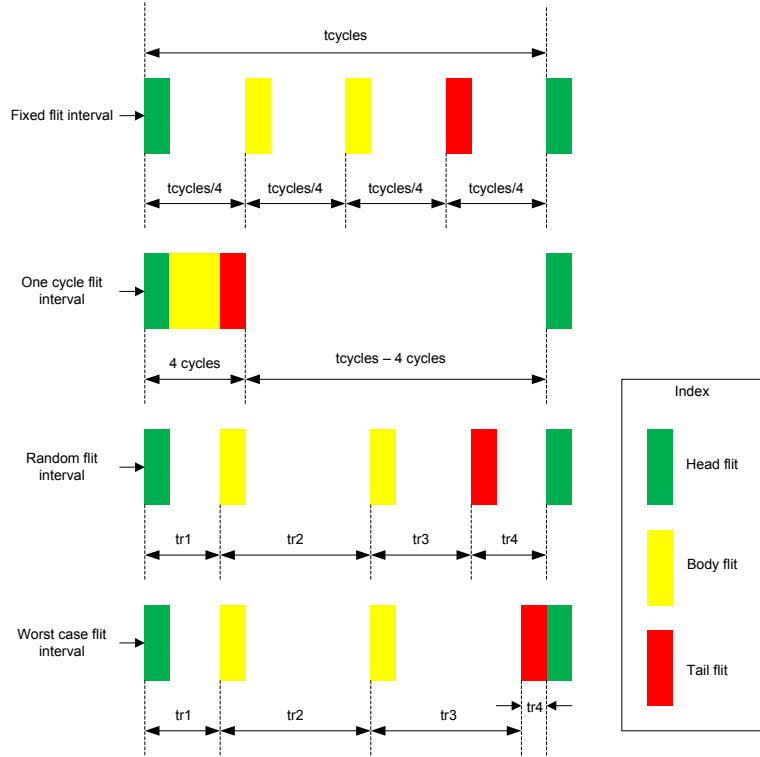 tcycles
Fixed flit interval
tcycles/4 tcycles/4 tcycles/4 tcycles/4
One cycle flit
interval
4 cycles tcycles – 4 cycles
Index
Head flit
Random flit
interval
tr1 tr2 tr3 tr4
Body flit
Worst case flit
interval
Tail flit
tr4
tr1 tr2 tr3